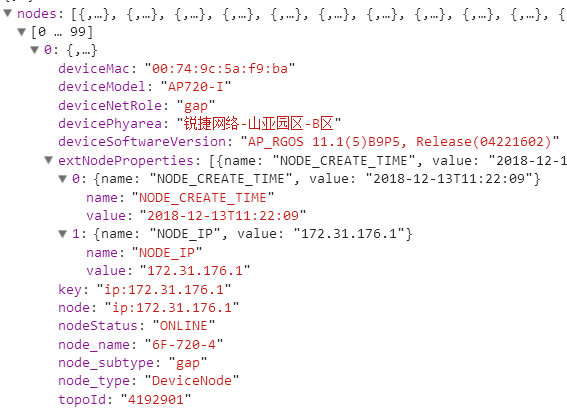 ▼ nodes: [{,…}, {,…}, {,…}, {,…}, {,…}, {,…}, {,…}, {,…}, {,…}, {,…}, {
▼ [0 … 99]
▼ 0: {,…}
deviceMac: "00:74:9c:5a:f9:ba"
deviceModel: "AP720-I"
deviceNetRole: "gap"
devicePhyarea: "锐捷网络-山亚园区-B区"
deviceSoftwareVersion: "AP_RGOS 11.1(5)B9P5, Release(04221602)"
▼ extNodeProperties: [{name: "NODE_CREATE_TIME", value: "2018-12-1
▼ 0: {name: "NODE_CREATE_TIME", value: "2018-12-13T11:22:09"}
name: "NODE_CREATE_TIME"
value: "2018-12-13T11:22:09"
▼ 1: {name: "NODE_IP", value: "172.31.176.1"}
name: "NODE_IP"
value: "172.31.176.1"
key: "ip:172.31.176.1"
node: "ip:172.31.176.1"
nodeStatus: "ONLINE"
node_name: "6F-720-4"
node_subtype: "gap"
node_type: "DeviceNode"
topoId: "4192901"